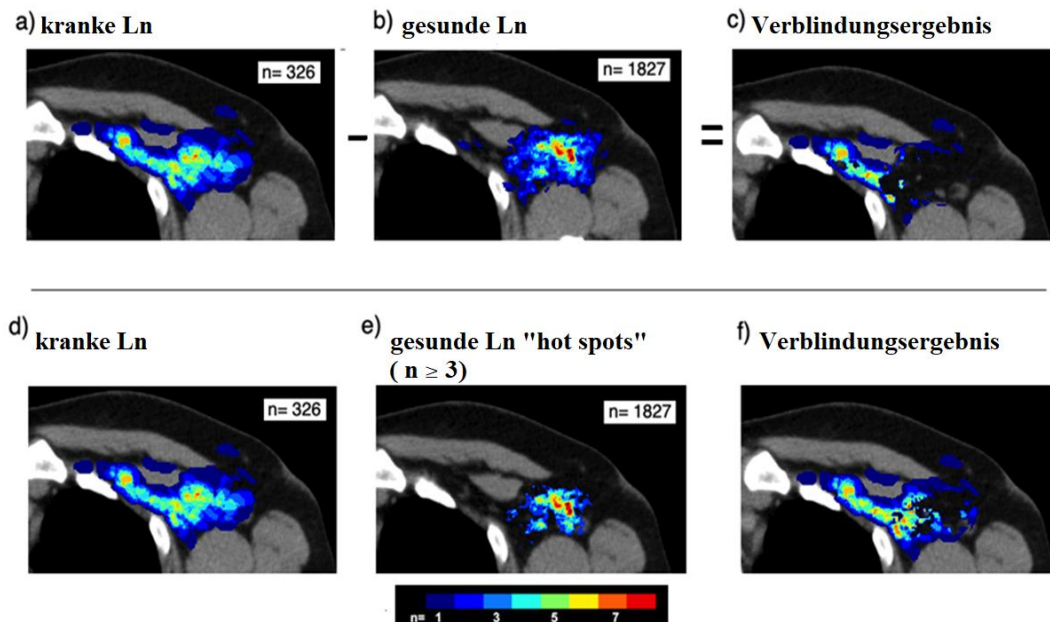 a) kranke Ln
b) gesunde Ln
c) Verblindungsergebnis
n= 326
n= 1827
-
=
d) kranke Ln
e) gesunde Ln "hot spots"
( n ≥ 3)
f) Verblindungsergebnis
n= 326
n= 1827
n= 1 3 5 7